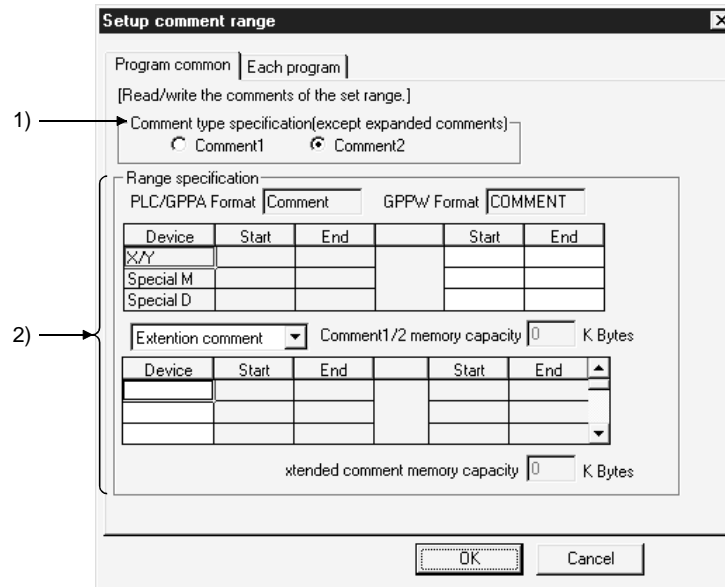 Setup comment range
Program common Each program
[Read/write the comments of the set range.]
1)
Comment type specification(except expanded comments)
Comment1 Comment2
Range specification
PLC/GPPA Format Comment GPPW Format COMMENT
Device Start End Start End
X/Y
Special M
Special D
2)
Extention comment Comment1/2 memory capacity 0 K Bytes
Device Start End Start End
xtended comment memory capacity 0 K Bytes
OK Cancel